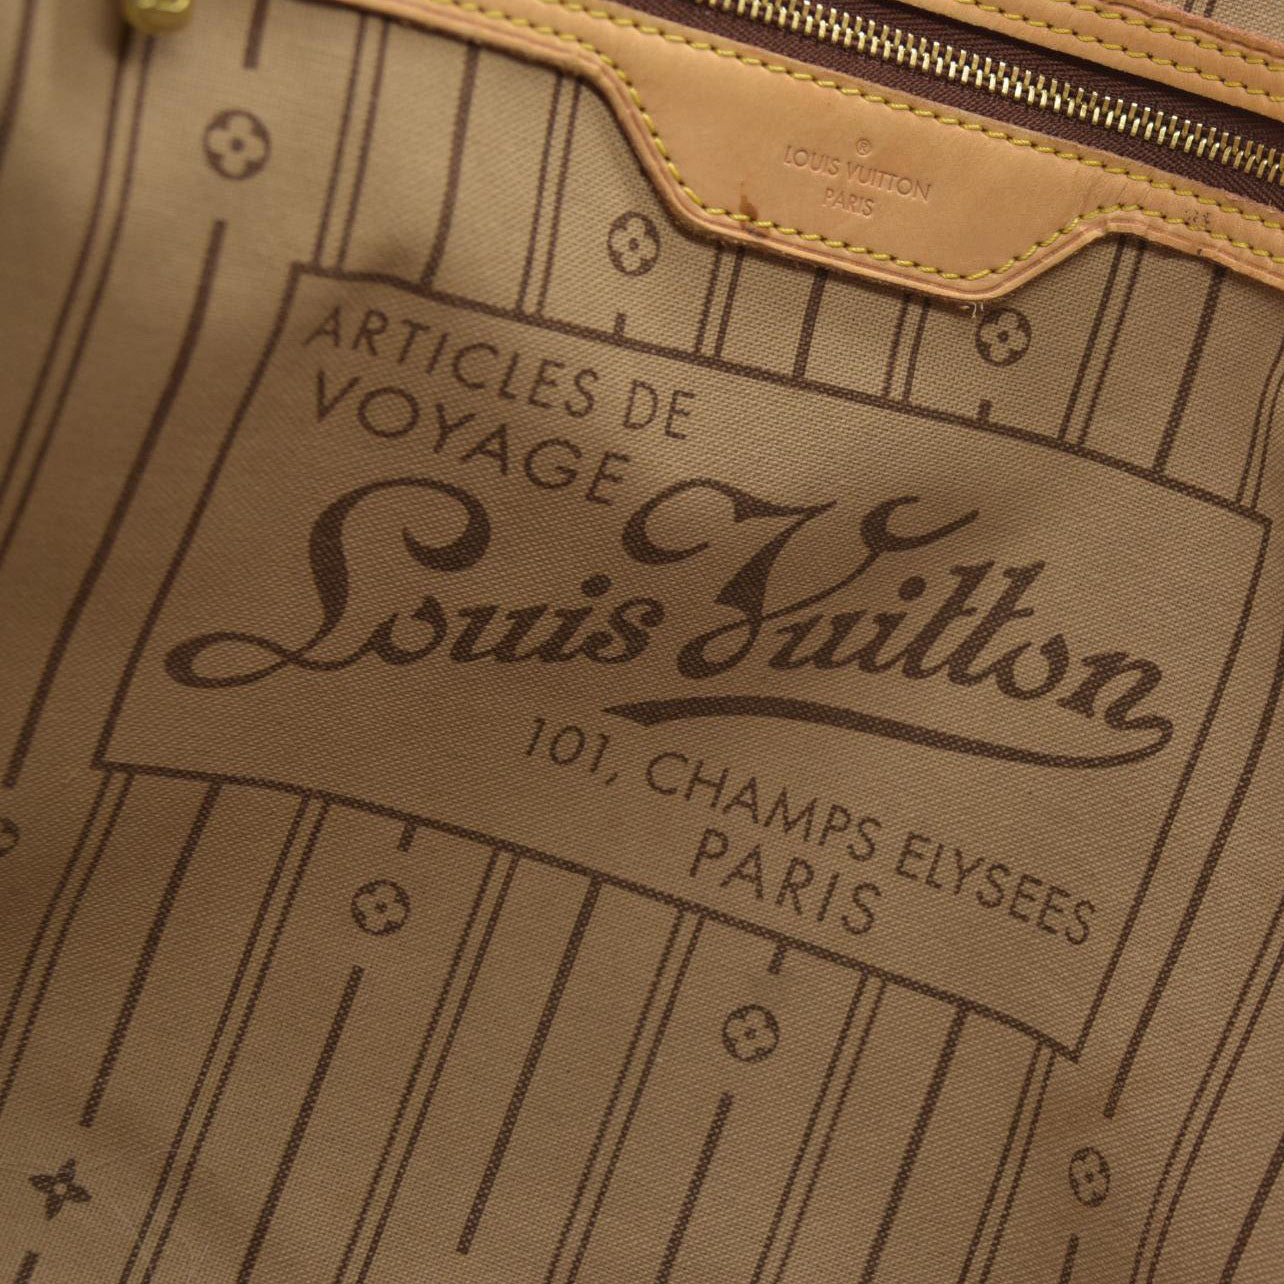 ®
LOUIS VUITTON
PARIS
ARTICLES DE
VOYAGE
Louis Vuitton
101, CHAMPS ELYSEES
PARIS